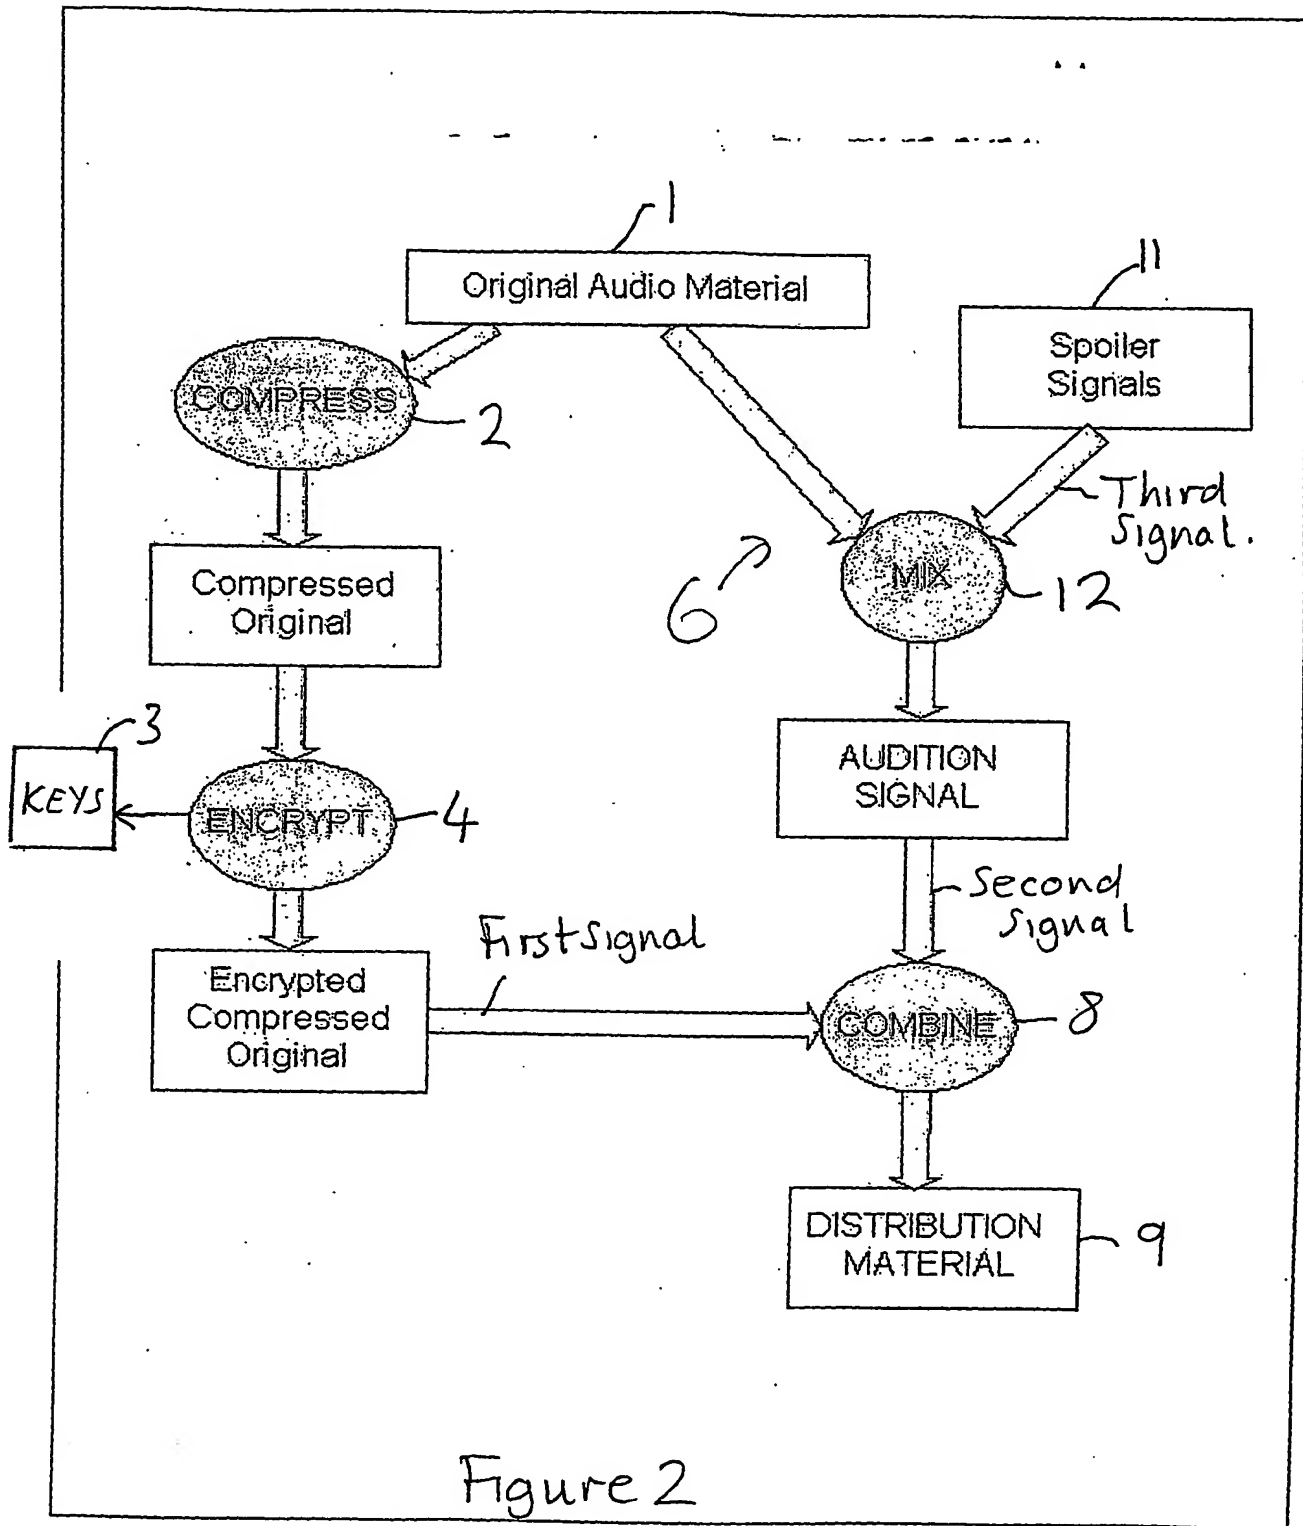 1
Original Audio Material
11
Spoiler
Signals
COMPRESS
2
Third
Signal.
MIX
12
6
Compressed
Original
3
KEYS
AUDITION
SIGNAL
ENCRYPT
4
Second
Signal
First signal
Encrypted
Compressed
Original
COMBINE
8
DISTRIBUTION
MATERIAL
9
Figure 2